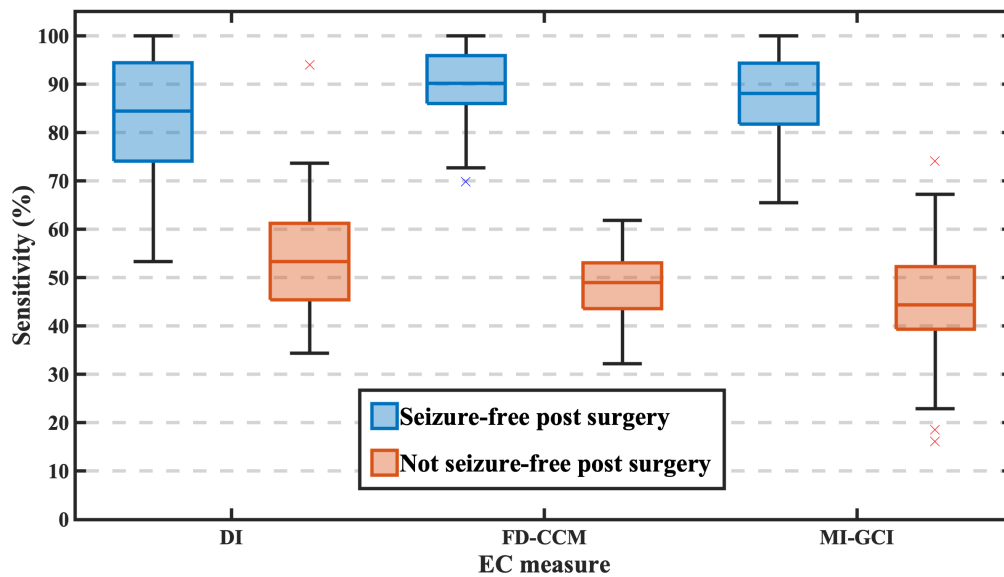 100
90
80
70
60
50
40
30
20
10
0
Sensitivity (%)
Seizure-free post surgery
Not seizure-free post surgery
DI
FD-CCM
MI-GCI
EC measure